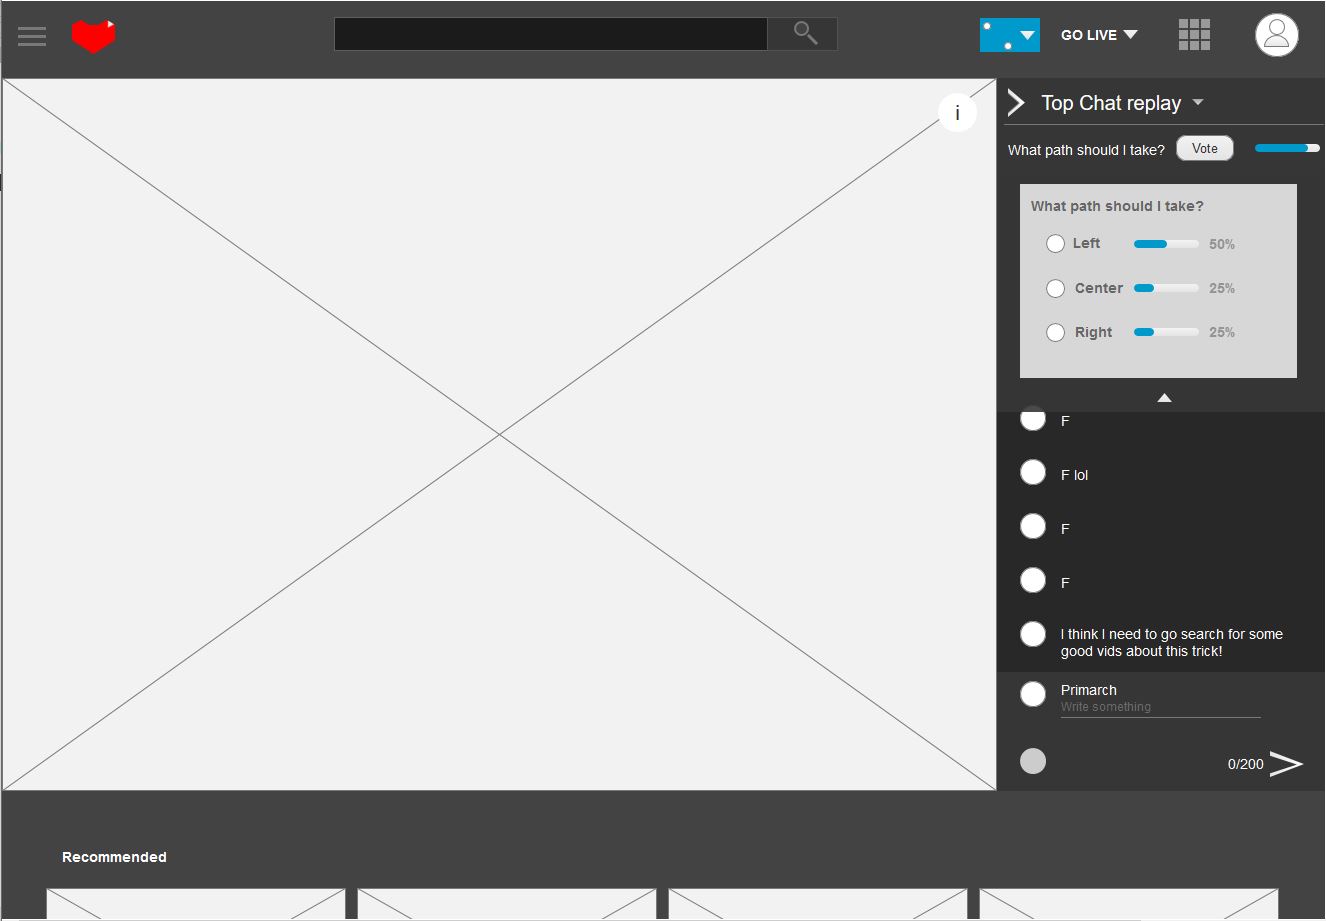 GO LIVE
i
Top Chat replay
What path should I take?
Vote
What path should I take?
Left 50%
Center 25%
Right 25%
F
F lol
F
F
I think I need to go search for some
good vids about this trick!
Primarch
Write something
0/200
Recommended